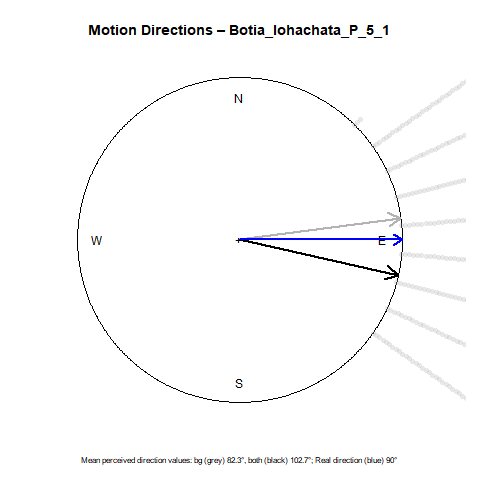 Motion Directions – Botia_lohachata_P_5_1
N
W
E
S
Mean perceived direction values: bg (grey) 82.3°, both (black) 102.7°; Real direction (blue) 90°